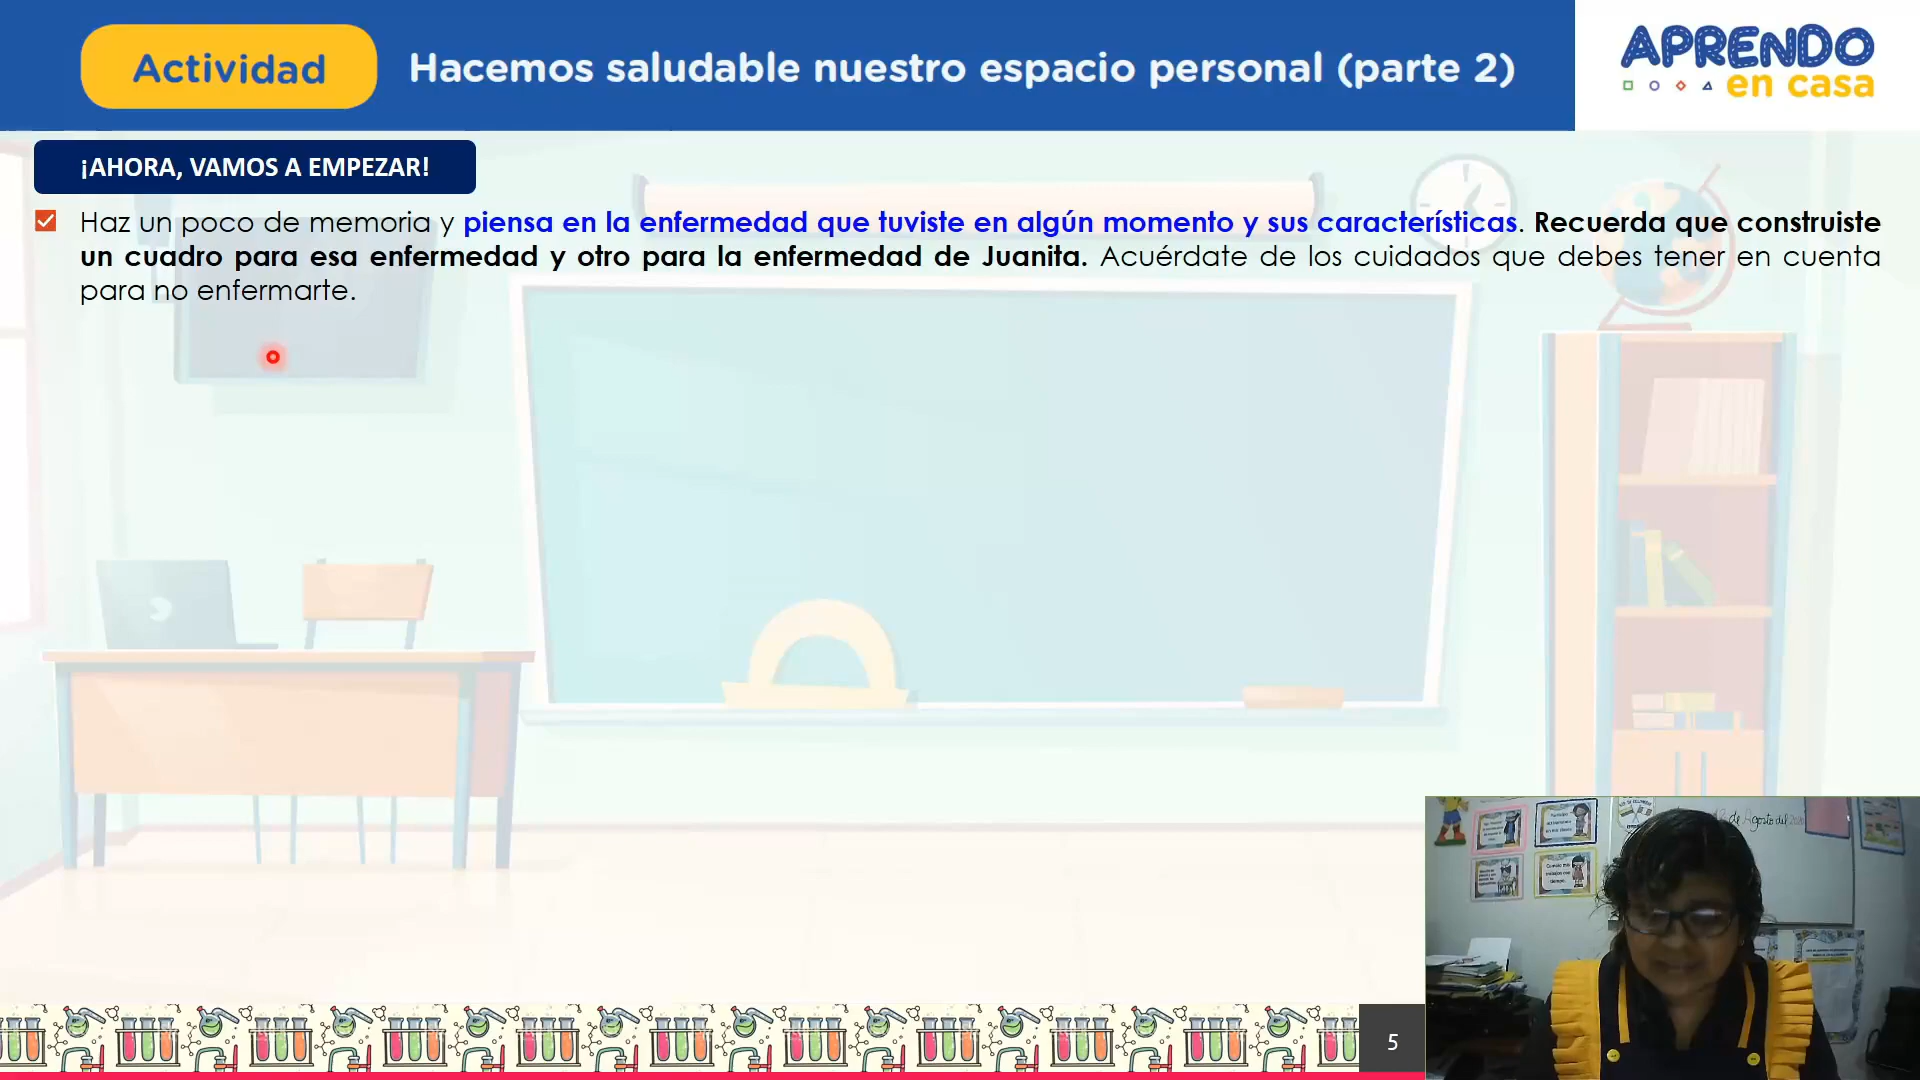 Actividad
Hacemos saludable nuestro espacio personal (parte 2)
APRENDO
en casa
¡AHORA, VAMOS A EMPEZAR!
Haz un poco de memoria y piensa en la enfermedad que tuviste en algún momento y sus características. Recuerda que construiste
un cuadro para esa enfermedad y otro para la enfermedad de Juanita. Acuérdate de los cuidados que debes tener en cuenta
para no enfermarte.
de Agosto del
5